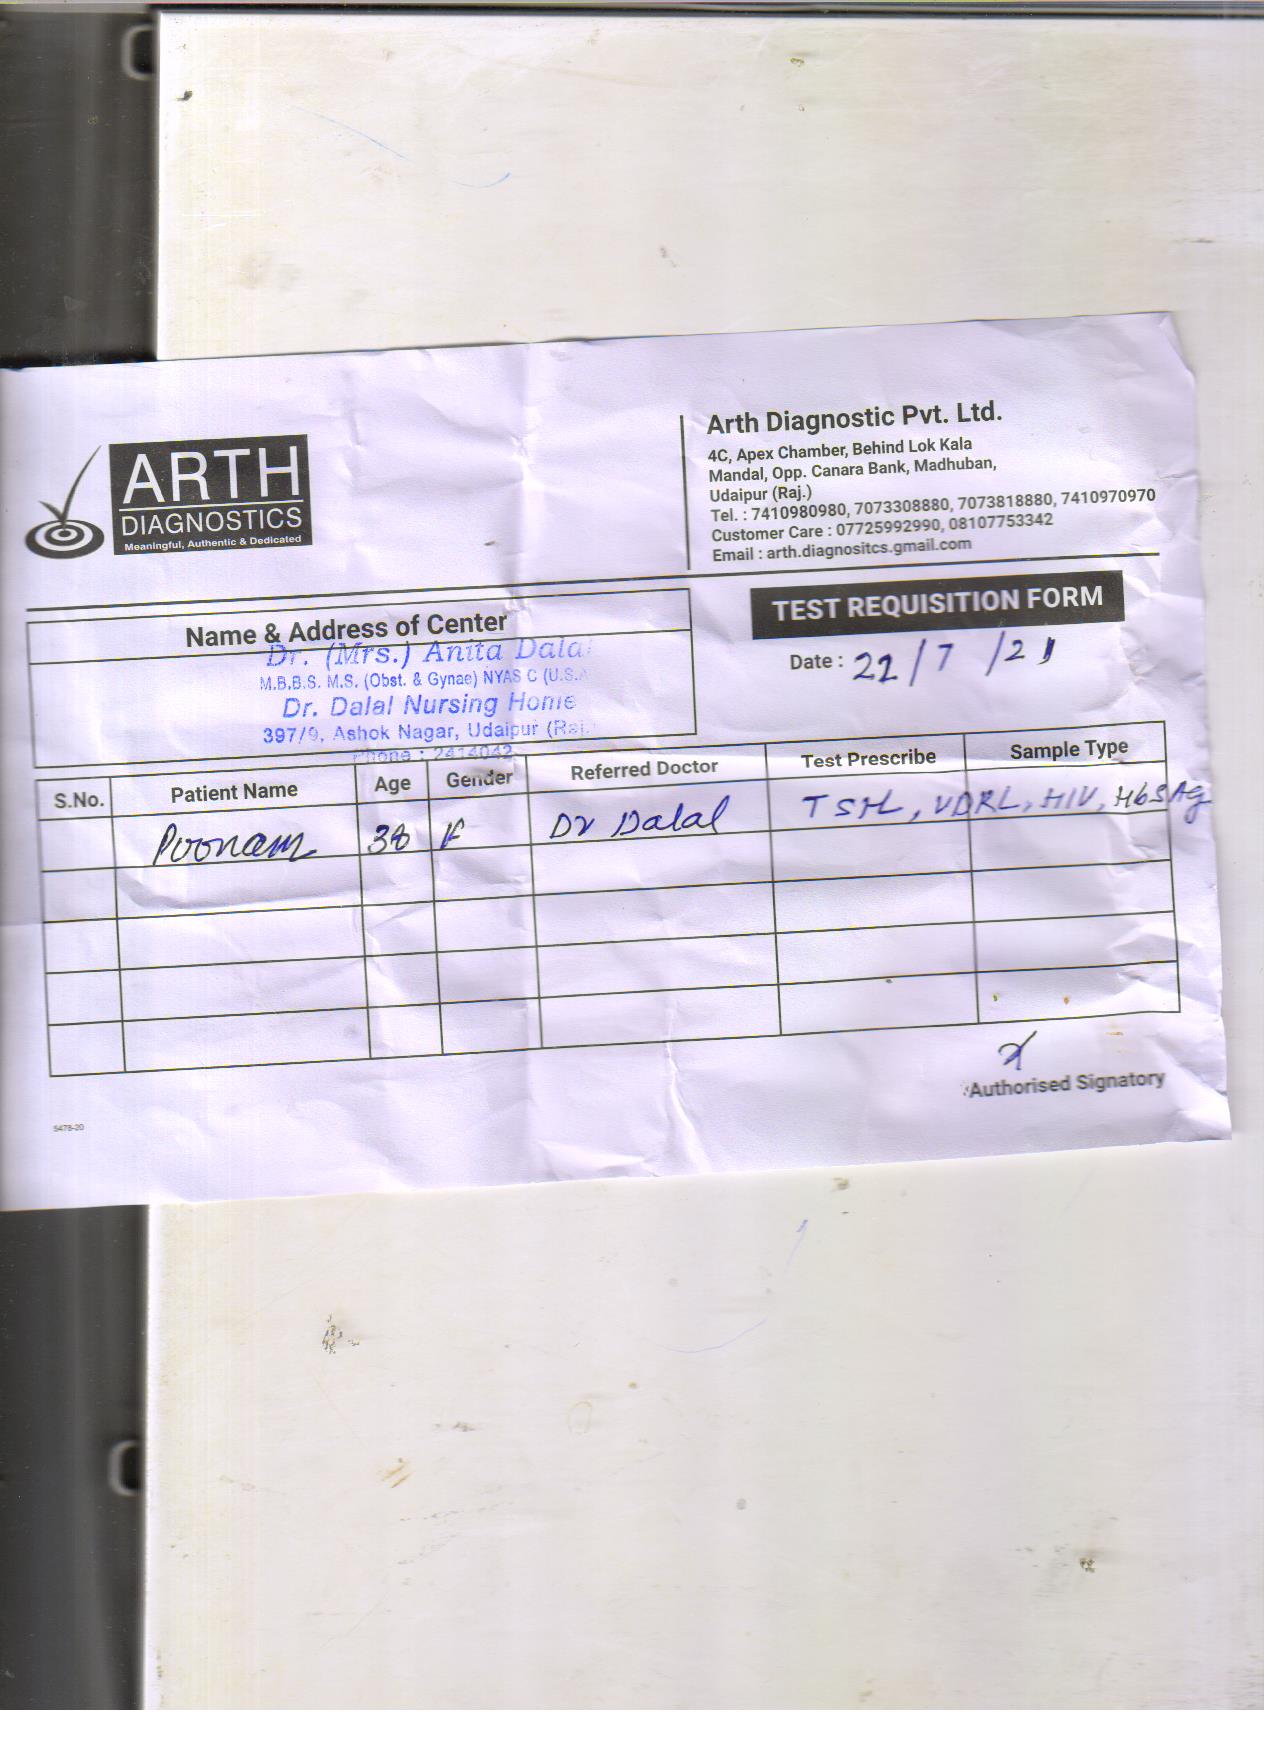 ARTH
DIAGNOSTICS
Meaningful, Authentic & Dedicated
Arth Diagnostic Pvt. Ltd.
4C, Apex Chamber, Behind Lok Kala
Mandal, Opp. Canara Bank, Madhuban,
Udaipur (Raj.)
Tel. : 7410980980, 7073308880, 7073818880, 7410970970
Customer Care : 07725992990, 08107753342
Email : arth.diagnositcs.gmail.com
TEST REQUISITION FORM
Date : 22/7/21
Name & Address of Center
Dr. (Mrs.) Anita Dalal
M.B.B.S. M.S. (Obst. & Gynae) NYAS C (U.S.A
Dr. Dalal Nursing Home
397/9, Ashok Nagar, Udaipur (Raj.
Phone : 2414042
S.No. Patient Name Age Gender Referred Doctor Test Prescribe Sample Type
Poonam 38 F Dr Dalal TSH, VDRL, HIV, HbSAg
Authorised Signatory
5478-20